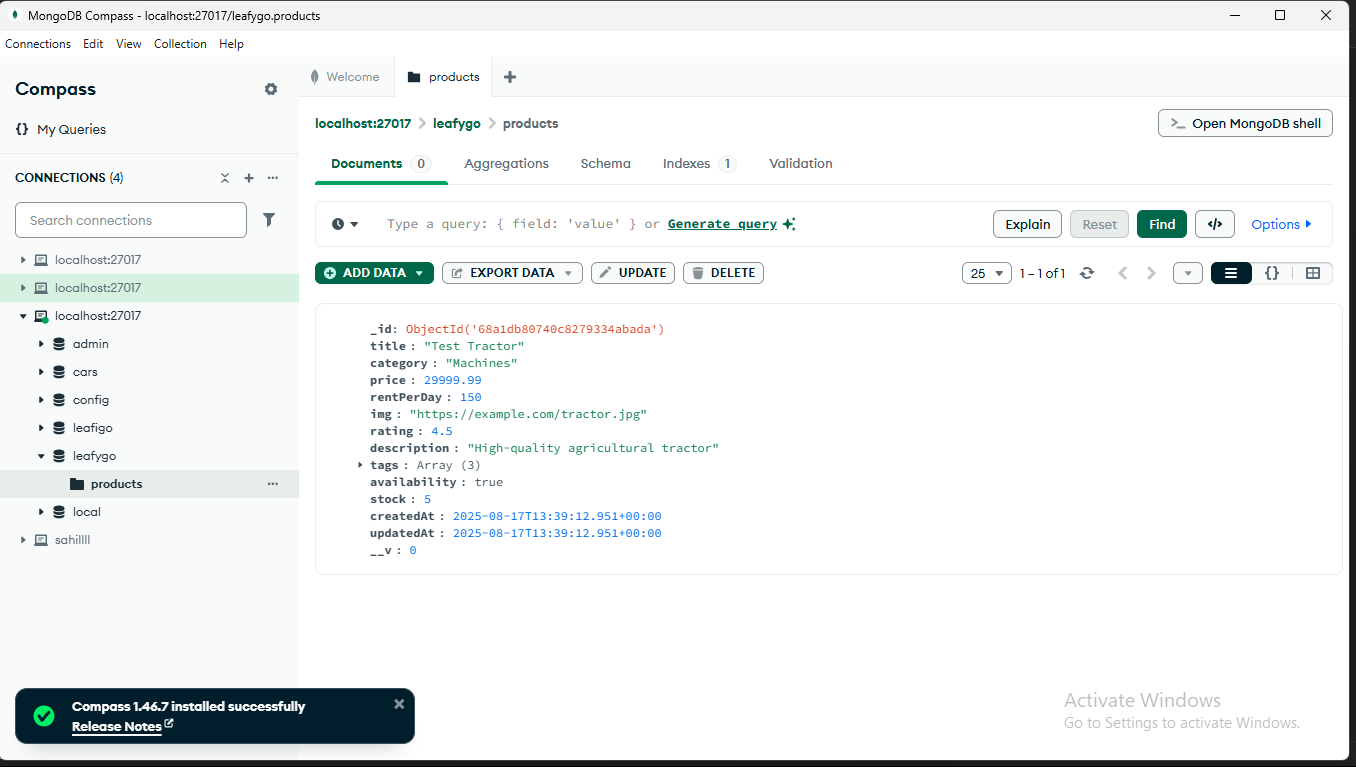 MongoDB Compass - localhost:27017/leafygo.products
Connections Edit View Collection Help
Compass
{} My Queries
CONNECTIONS (4)
Search connections
localhost:27017
localhost:27017
localhost:27017
admin
cars
config
leafigo
leafygo
products
local
sahillll
Welcome
products
localhost:27017 > leafygo > products
>_ Open MongoDB shell
Documents 0 Aggregations Schema Indexes 1 Validation
Type a query: { field: 'value' } or Generate query
Explain Reset Find </> Options
ADD DATA EXPORT DATA UPDATE DELETE
25 1 – 1 of 1 {}
_id: ObjectId('68a1db80740c8279334abada')
title : "Test Tractor"
category : "Machines"
price : 29999.99
rentPerDay : 150
img : "https://example.com/tractor.jpg"
rating : 4.5
description : "High-quality agricultural tractor"
tags : Array (3)
availability : true
stock : 5
createdAt : 2025-08-17T13:39:12.951+00:00
updatedAt : 2025-08-17T13:39:12.951+00:00
__v : 0
Compass 1.46.7 installed successfully
Release Notes
Activate Windows
Go to Settings to activate Windows.